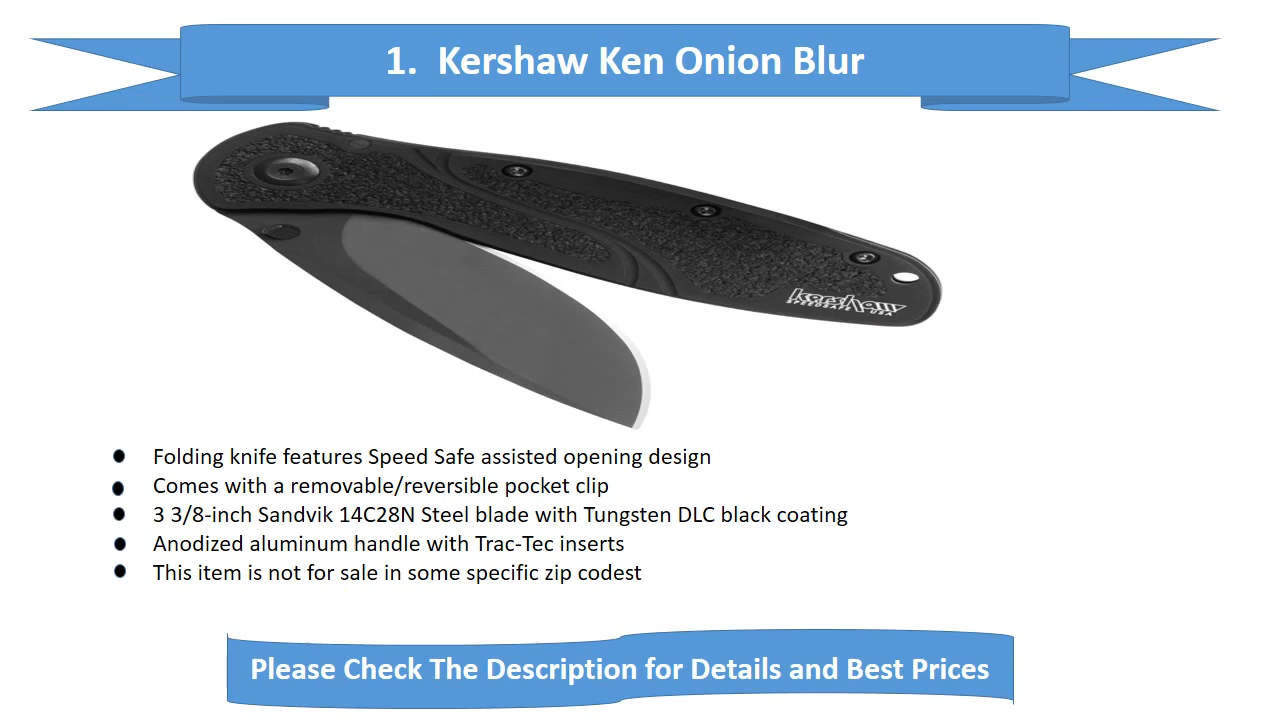 1. Kershaw Ken Onion Blur
kershaw
SPEEDSAFE USA
Folding knife features Speed Safe assisted opening design
Comes with a removable/reversible pocket clip
3 3/8-inch Sandvik 14C28N Steel blade with Tungsten DLC black coating
Anodized aluminum handle with Trac-Tec inserts
This item is not for sale in some specific zip codest
Please Check The Description for Details and Best Prices